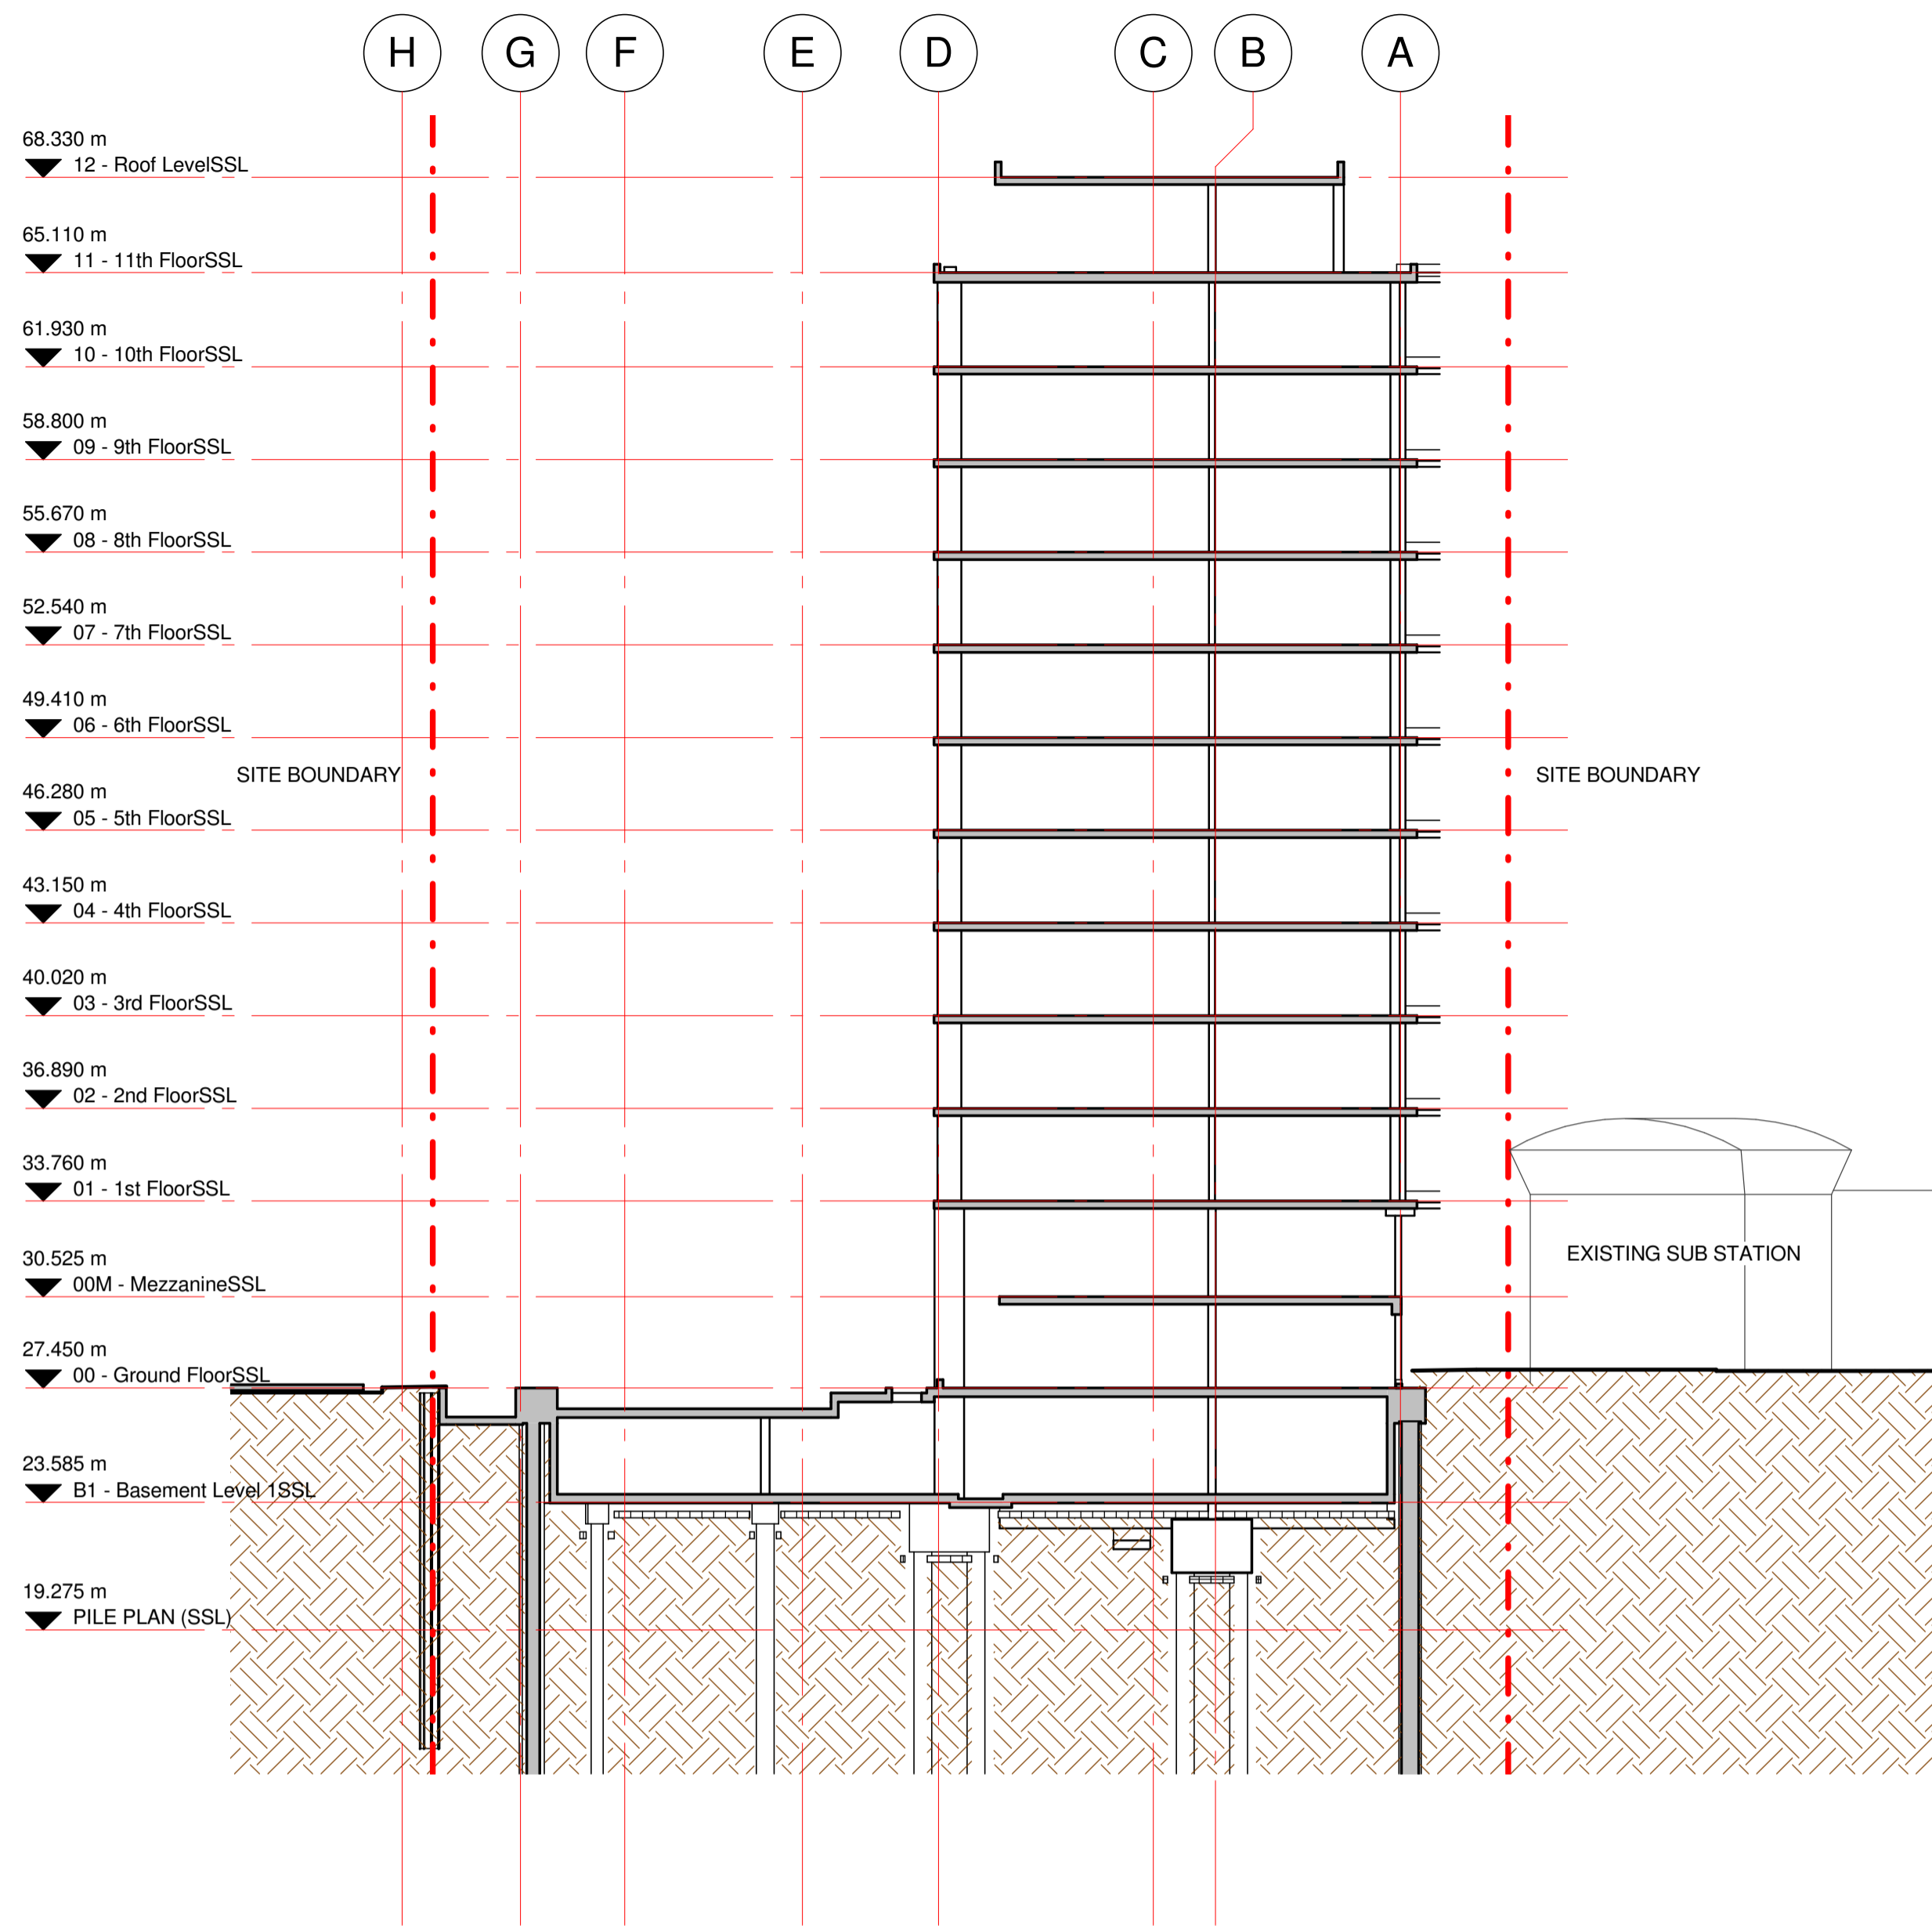 H G F E D C B A
68.330 m
12 - Roof LevelSSL
65.110 m
11 - 11th FloorSSL
61.930 m
10 - 10th FloorSSL
58.800 m
09 - 9th FloorSSL
55.670 m
08 - 8th FloorSSL
52.540 m
07 - 7th FloorSSL
49.410 m
06 - 6th FloorSSL
SITE BOUNDARY
SITE BOUNDARY
46.280 m
05 - 5th FloorSSL
43.150 m
04 - 4th FloorSSL
40.020 m
03 - 3rd FloorSSL
36.890 m
02 - 2nd FloorSSL
33.760 m
01 - 1st FloorSSL
EXISTING SUB STATION
30.525 m
00M - MezzanineSSL
27.450 m
00 - Ground FloorSSL
23.585 m
B1 - Basement Level 1SSL
19.275 m
PILE PLAN (SSL)